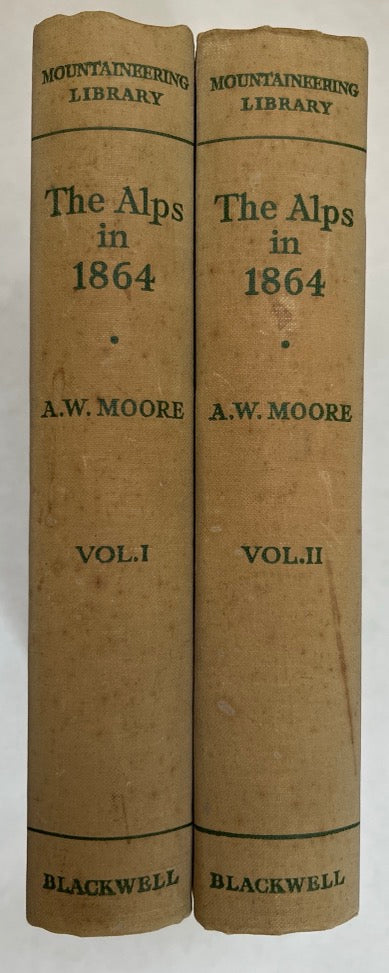 MOUNTAINEERING
LIBRARY
The Alps
in
1864
•
A.W. MOORE
VOL.I
BLACKWELL
MOUNTAINEERING
LIBRARY
The Alps
in
1864
•
A.W. MOORE
VOL.II
BLACKWELL